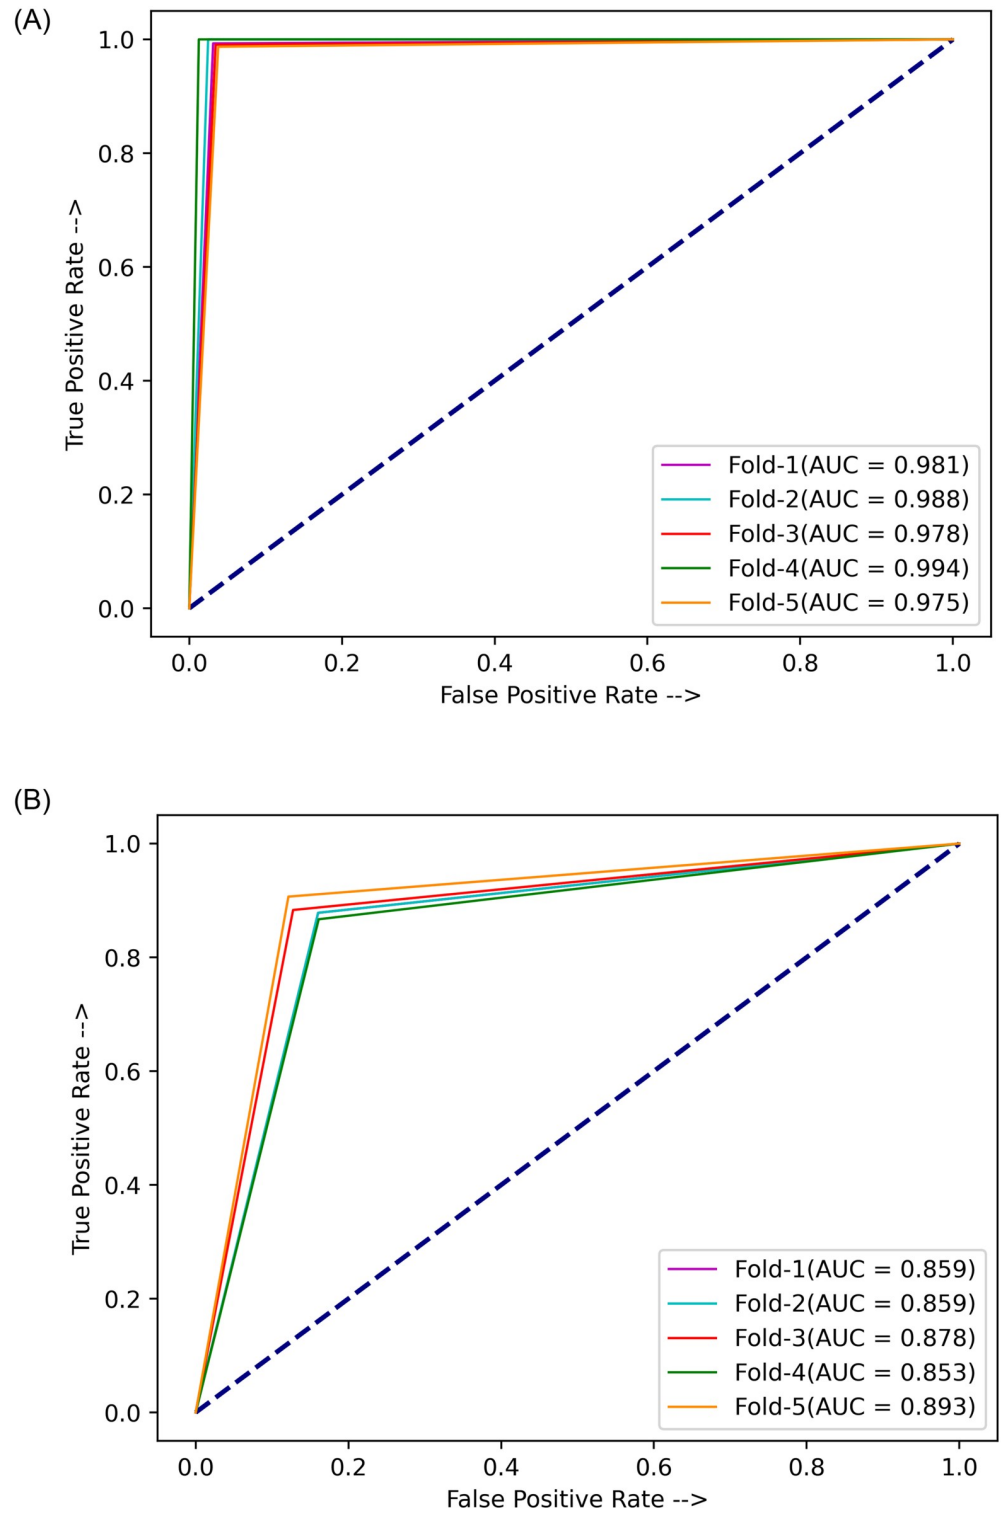 (A)
1.0
0.8
0.6
0.4
0.2
0.0
True Positive Rate -->
Fold-1(AUC = 0.981)
Fold-2(AUC = 0.988)
Fold-3(AUC = 0.978)
Fold-4(AUC = 0.994)
Fold-5(AUC = 0.975)
0.0 0.2 0.4 0.6 0.8 1.0
False Positive Rate -->
(B)
1.0
0.8
0.6
0.4
0.2
0.0
True Positive Rate -->
Fold-1(AUC = 0.859)
Fold-2(AUC = 0.859)
Fold-3(AUC = 0.878)
Fold-4(AUC = 0.853)
Fold-5(AUC = 0.893)
0.0 0.2 0.4 0.6 0.8 1.0
False Positive Rate -->